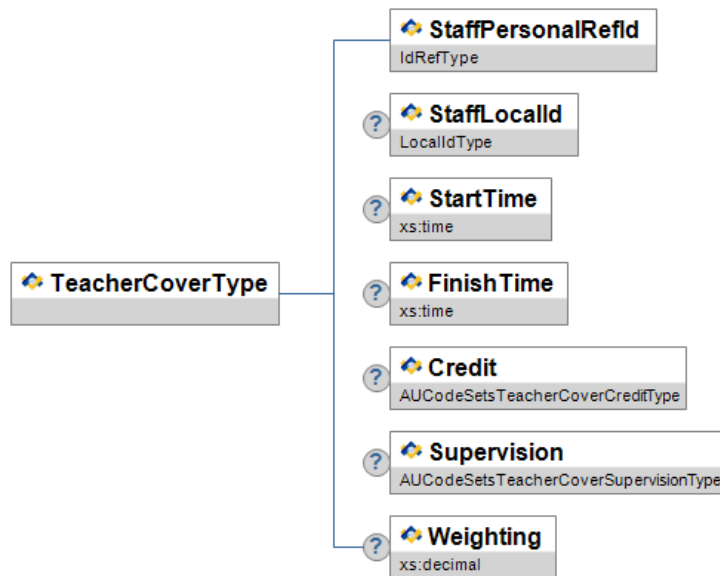 StaffPersonalRefId
IdRefType
?
StaffLocalId
LocalIdType
?
StartTime
xs:time
TeacherCoverType
?
FinishTime
xs:time
?
Credit
AUCodeSetsTeacherCoverCreditType
?
Supervision
AUCodeSetsTeacherCoverSupervisionType
?
Weighting
xs:decimal